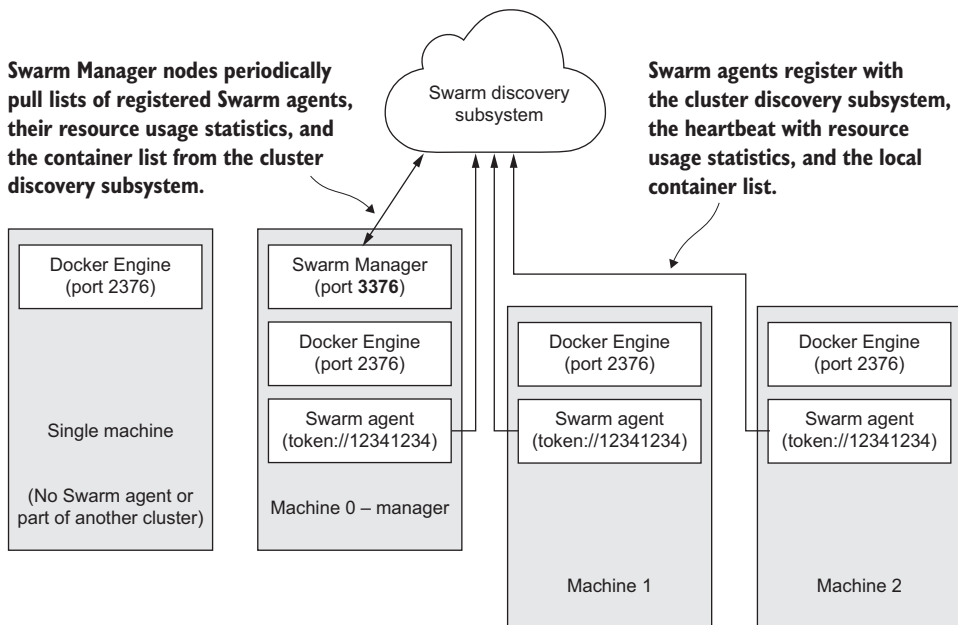 Swarm Manager nodes periodically
pull lists of registered Swarm agents,
their resource usage statistics, and
the container list from the cluster
discovery subsystem.
Swarm discovery
subsystem
Swarm agents register with
the cluster discovery subsystem,
the heartbeat with resource
usage statistics, and the local
container list.
Docker Engine
(port 2376)
Single machine
(No Swarm agent or
part of another cluster)
Swarm Manager
(port 3376)
Docker Engine
(port 2376)
Swarm agent
(token://12341234)
Machine 0 – manager
Docker Engine
(port 2376)
Swarm agent
(token://12341234)
Machine 1
Docker Engine
(port 2376)
Swarm agent
(token://12341234)
Machine 2